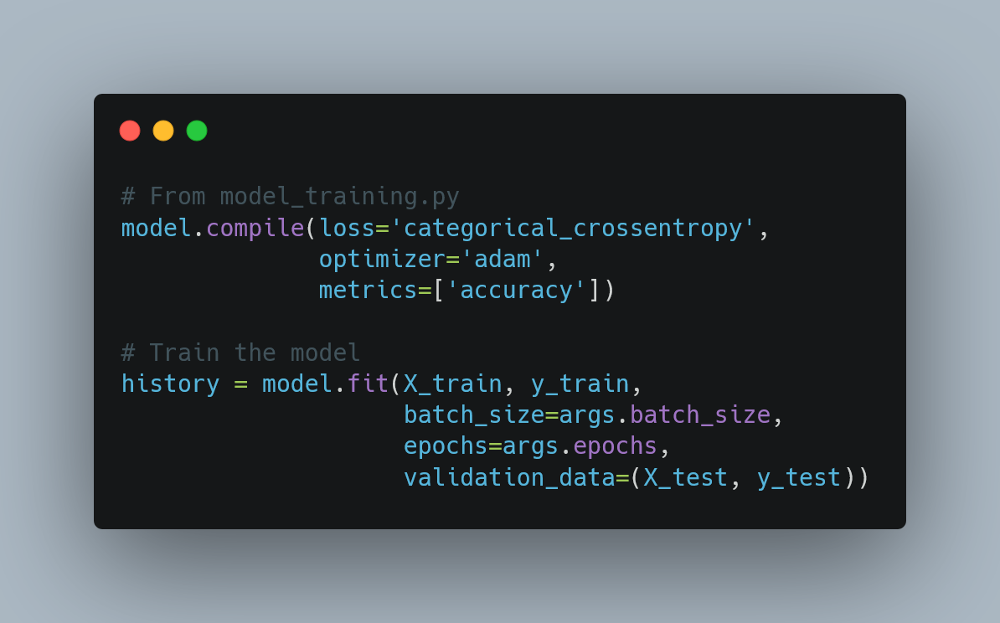 # From model_training.py
model.compile(loss='categorical_crossentropy',
              optimizer='adam',
              metrics=['accuracy'])

# Train the model
history = model.fit(X_train, y_train,
                    batch_size=args.batch_size,
                    epochs=args.epochs,
                    validation_data=(X_test, y_test))